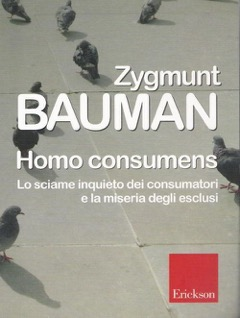 Zygmunt
BAUMAN
Homo consumens
Lo sciame inquieto dei consumatori
e la miseria degli esclusi
Erickson